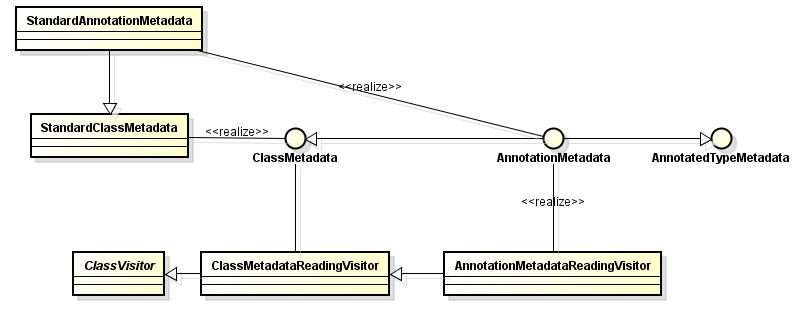 StandardAnnotationMetadata
<<realize>>
StandardClassMetadata
<<realize>>
ClassMetadata
AnnotationMetadata
AnnotatedTypeMetadata
<<realize>>
ClassVisitor
ClassMetadataReadingVisitor
AnnotationMetadataReadingVisitor